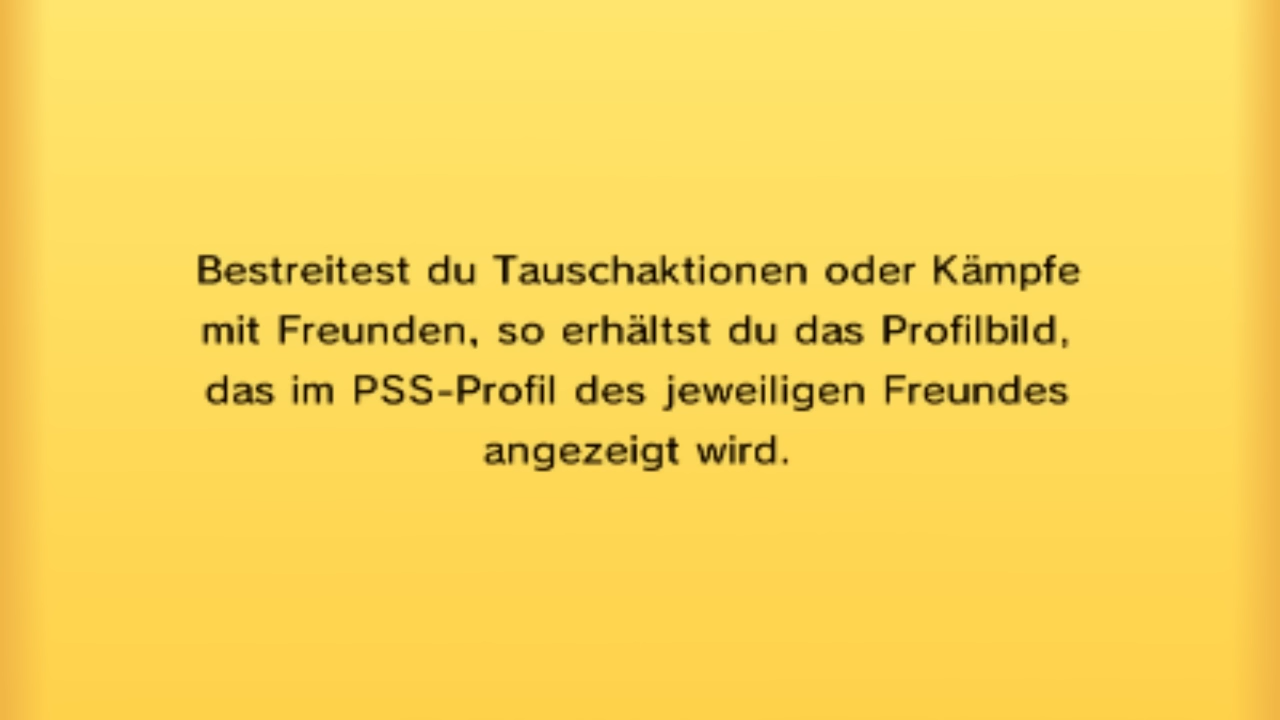 Bestreitest du Tauschaktionen oder Kämpfe
mit Freunden, so erhältst du das Profilbild,
das im PSS-Profil des jeweiligen Freundes
angezeigt wird.